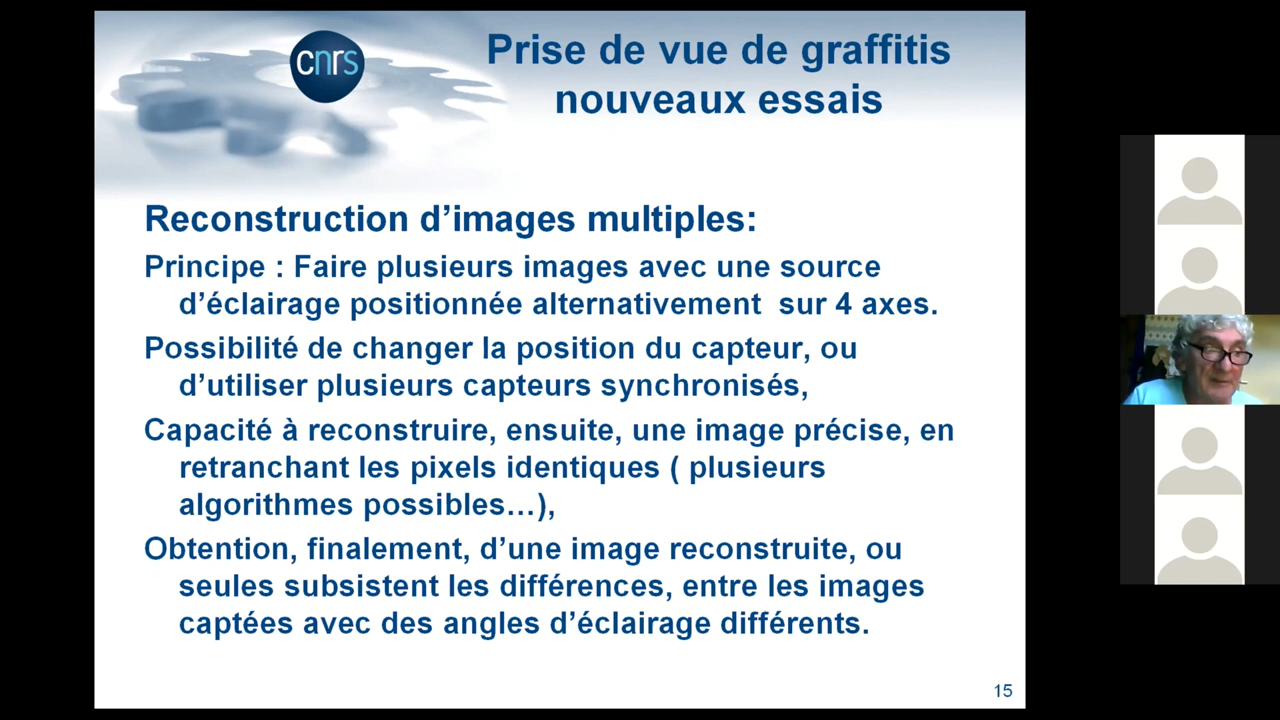 cnrs
Prise de vue de graffitis
nouveaux essais
Reconstruction d’images multiples:
Principe : Faire plusieurs images avec une source
d’éclairage positionnée alternativement sur 4 axes.
Possibilité de changer la position du capteur, ou
d’utiliser plusieurs capteurs synchronisés,
Capacité à reconstruire, ensuite, une image précise, en
retranchant les pixels identiques ( plusieurs
algorithmes possibles…),
Obtention, finalement, d’une image reconstruite, ou
seules subsistent les différences, entre les images
captées avec des angles d’éclairage différents.
15